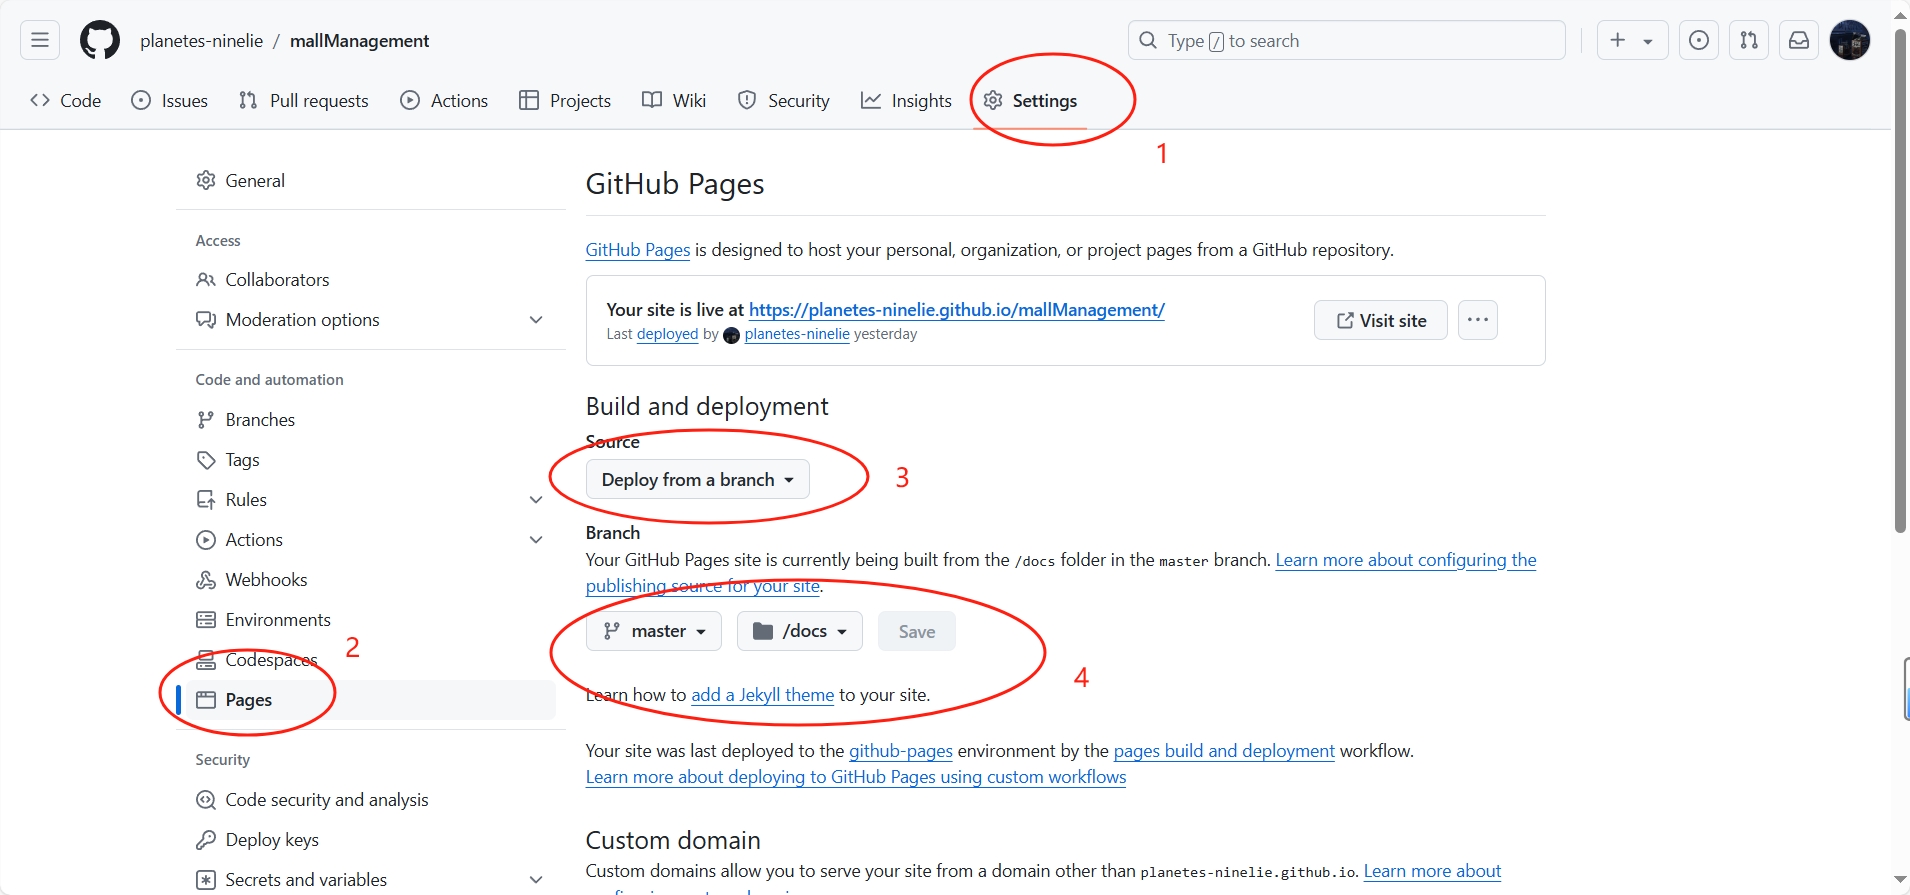 planetes-ninelie / mallManagement
Type / to search
Code Issues Pull requests Actions Projects Wiki Security Insights Settings
1
General
Access
Collaborators
Moderation options
Code and automation
Branches
Tags
Rules
Actions
Webhooks
Environments
Codespaces
2
Pages
Security
Code security and analysis
Deploy keys
Secrets and variables
GitHub Pages
GitHub Pages is designed to host your personal, organization, or project pages from a GitHub repository.
Your site is live at https://planetes-ninelie.github.io/mallManagement/
Last deployed by planetes-ninelie yesterday
Visit site
Build and deployment
Source
Deploy from a branch
3
Branch
Your GitHub Pages site is currently being built from the /docs folder in the master branch. Learn more about configuring the
publishing source for your site.
master /docs Save
4
Learn how to add a Jekyll theme to your site.
Your site was last deployed to the github-pages environment by the pages build and deployment workflow.
Learn more about deploying to GitHub Pages using custom workflows
Custom domain
Custom domains allow you to serve your site from a domain other than planetes-ninelie.github.io. Learn more about